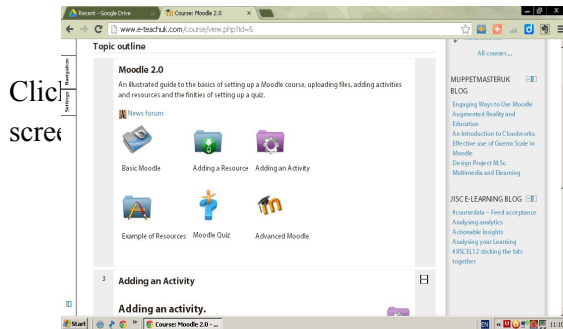 Recent - Google Drive
Course: Moodle 2.0
www.e-teachuk.com/course/view.php?id=5
Navigation
Settings
Clic
scree
Topic outline
Moodle 2.0
An illustrated guide to the basics of setting up a Moodle course, uploading files, adding activities
and resources and the finities of setting up a quiz.
News forum
Basic Moodle
Adding a Resource
Adding an Activity
Example of Resources
Moodle Quiz
Advanced Moodle
3
Adding an Activity
Adding an activity.
All courses ...
MUPPETMASTERUK
BLOG
Engaging Ways to Use Moodle
Augmented Reality and
Education
An Introduction to Cloudworks.
Effective use of Guerra Scale in
Moodle
Design Project M.Sc.
Multimedia and Elearning
JISC E-LEARNING BLOG
#coursedata – Feed acceptance
Analysing analytics
Actionable Insights
Analysing your Learning
#JISCEL12 sticking the bits
together
Start
Course: Moodle 2.0 -...
EN
11:10